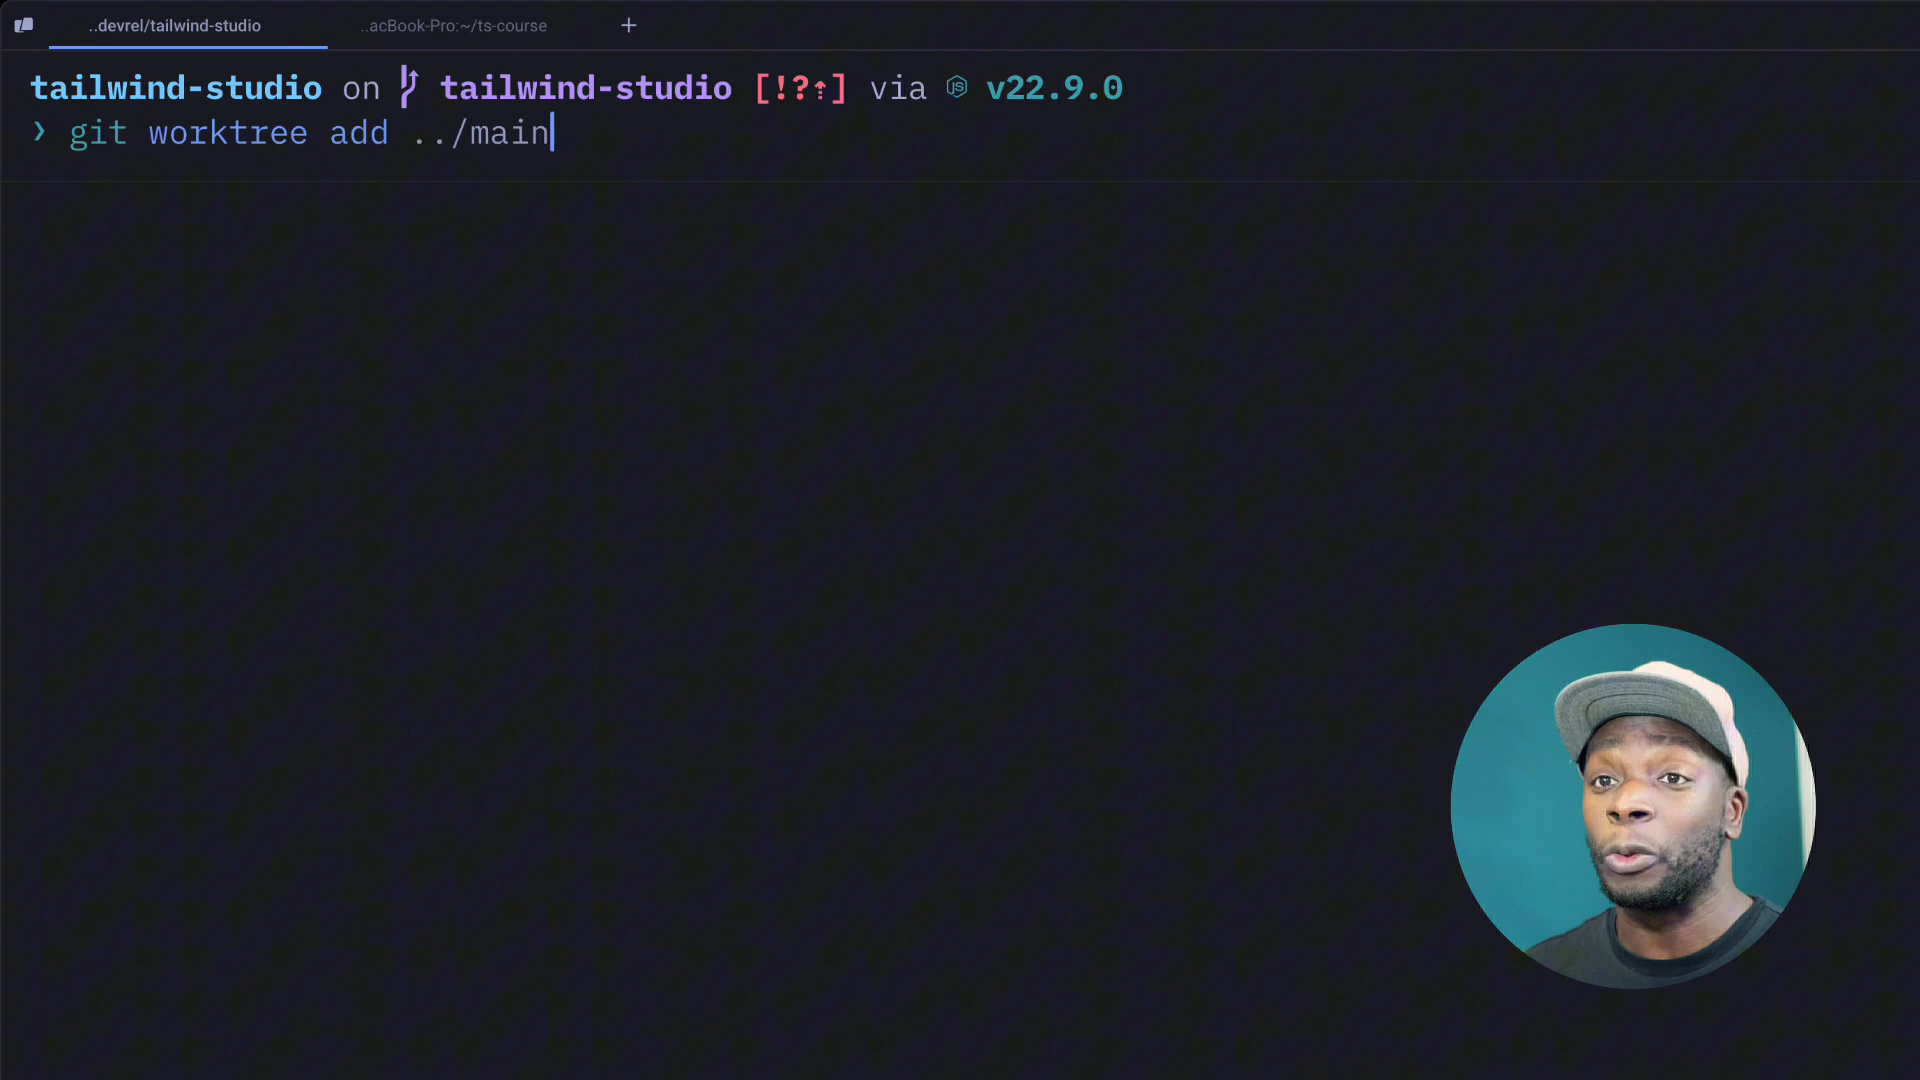 ..devrel/tailwind-studio
..acBook-Pro:~/ts-course
+
tailwind-studio on tailwind-studio [!?⇡] via v22.9.0
❯ git worktree add ../main